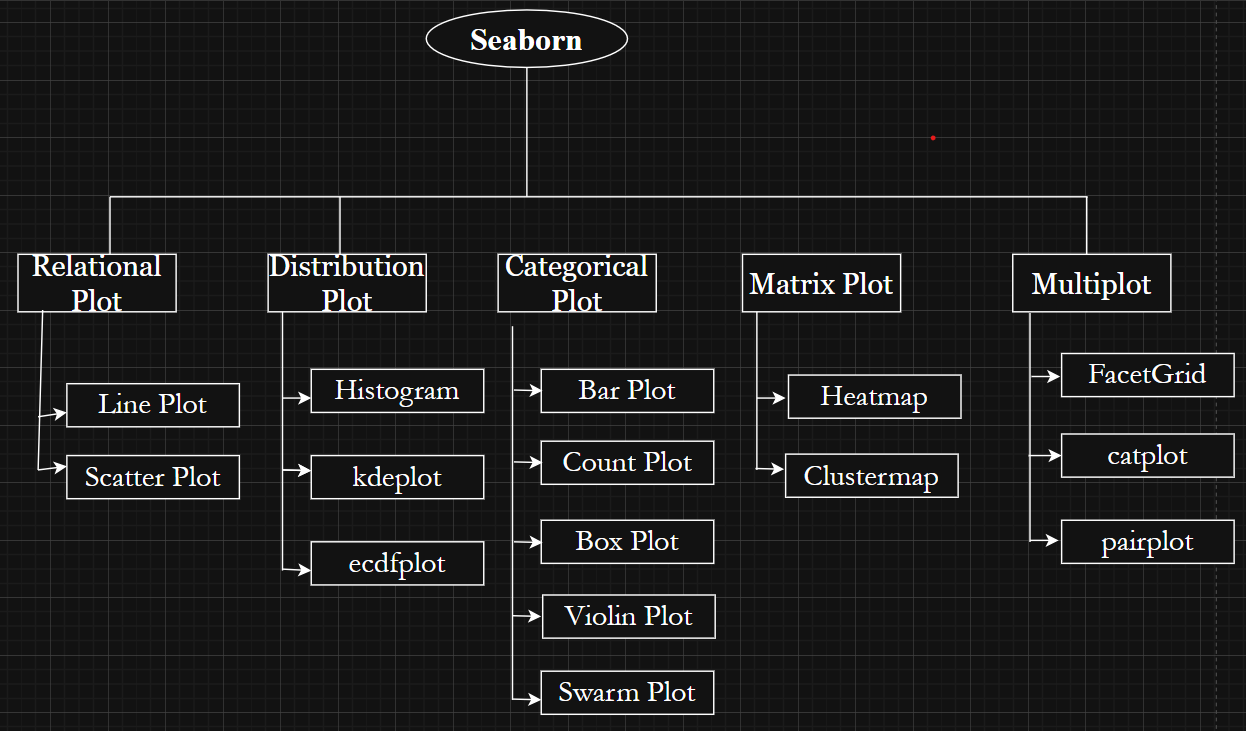 Seaborn
Relational
Plot
Distribution
Plot
Categorical
Plot
Matrix Plot
Multiplot
Line Plot
Scatter Plot
Histogram
kdeplot
ecdfplot
Bar Plot
Count Plot
Box Plot
Violin Plot
Swarm Plot
Heatmap
Clustermap
FacetGrid
catplot
pairplot